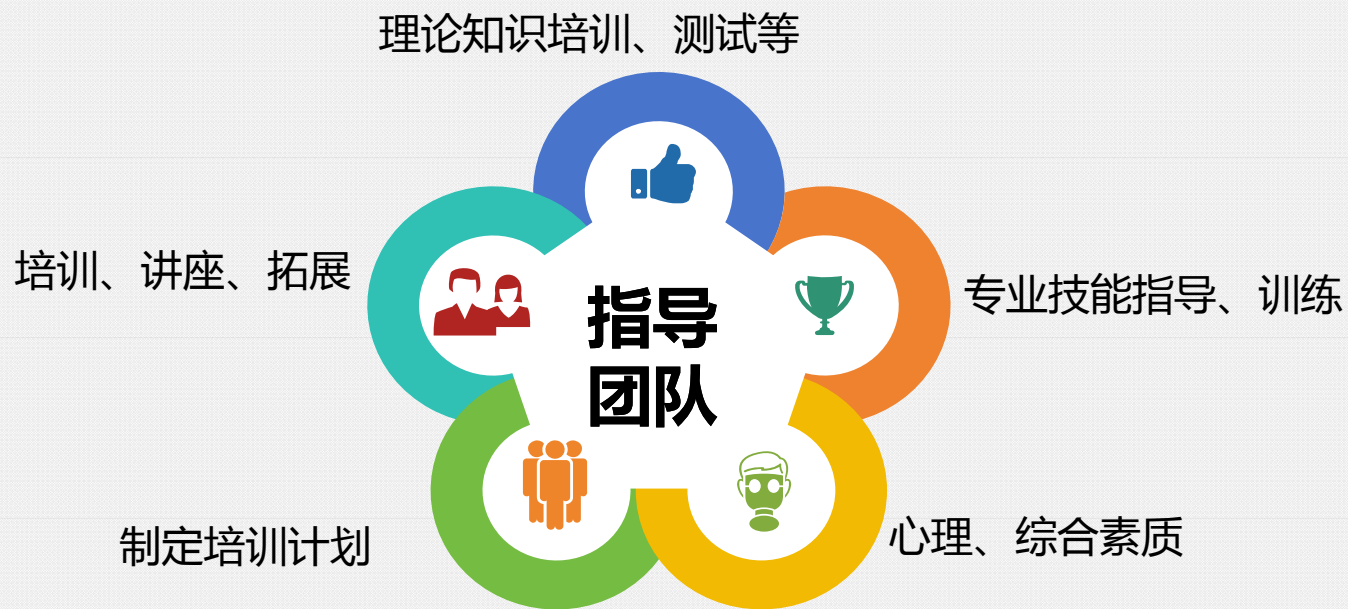 理论知识培训、测试等
培训、讲座、拓展
专业技能指导、训练
指导
团队
制定培训计划
心理、综合素质